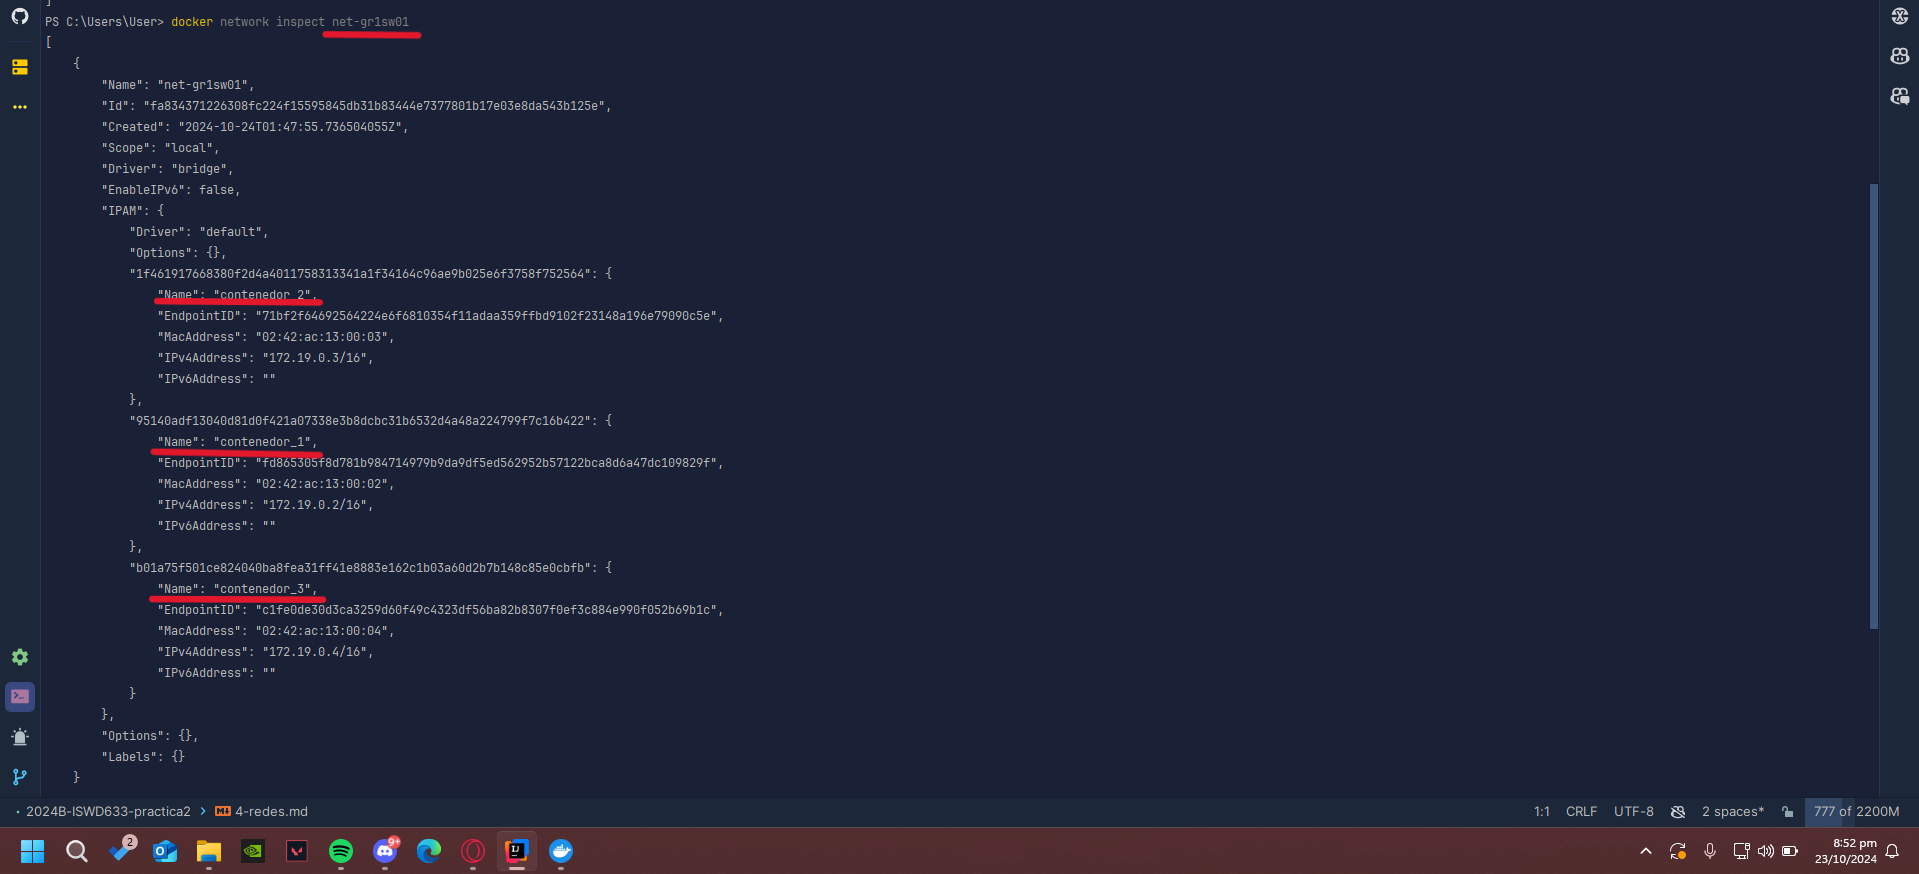 ]
PS C:\Users\User> docker network inspect net-gr1sw01
[
{
"Name": "net-gr1sw01",
"Id": "fa834371226308fc224f15595845db31b83444e7377801b17e03e8da543b125e",
"Created": "2024-10-24T01:47:55.736504055Z",
"Scope": "local",
"Driver": "bridge",
"EnableIPv6": false,
"IPAM": {
"Driver": "default",
"Options": {},
"1f461917668380f2d4a4011758313341a1f34164c96ae9b025e6f3758f752564": {
"Name": "contenedor_2",
"EndpointID": "71bf2f64692564224e6f6810354f11adaa359ffbd9102f23148a196e79090c5e",
"MacAddress": "02:42:ac:13:00:03",
"IPv4Address": "172.19.0.3/16",
"IPv6Address": ""
},
"95140adf13040d81d0f421a07338e3b8dcbc31b6532d4a48a224799f7c16b422": {
"Name": "contenedor_1",
"EndpointID": "fd865305f8d781b984714979b9da9df5ed562952b57122bca8d6a47dc109829f",
"MacAddress": "02:42:ac:13:00:02",
"IPv4Address": "172.19.0.2/16",
"IPv6Address": ""
},
"b01a75f501ce824040ba8fea31ff41e8883e162c1b03a60d2b7b148c85e0cbfb": {
"Name": "contenedor_3",
"EndpointID": "c1fe0de30d3ca3259d60f49c4323df56ba82b8307f0ef3c884e990f052b69b1c",
"MacAddress": "02:42:ac:13:00:04",
"IPv4Address": "172.19.0.4/16",
"IPv6Address": ""
}
},
"Options": {},
"Labels": {}
}
2024B-ISWD633-practica2 > 4-redes.md 1:1 CRLF UTF-8 2 spaces* 777 of 2200M
2 9+ 8:52 pm
23/10/2024